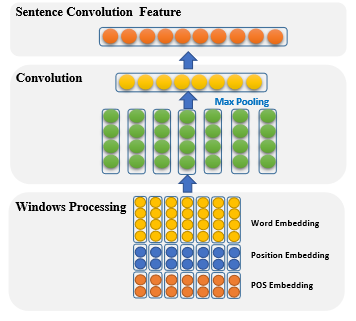 Sentence Convolution Feature
Convolution
Max Pooling
Windows Processing
Word Embedding
Position Embedding
POS Embedding